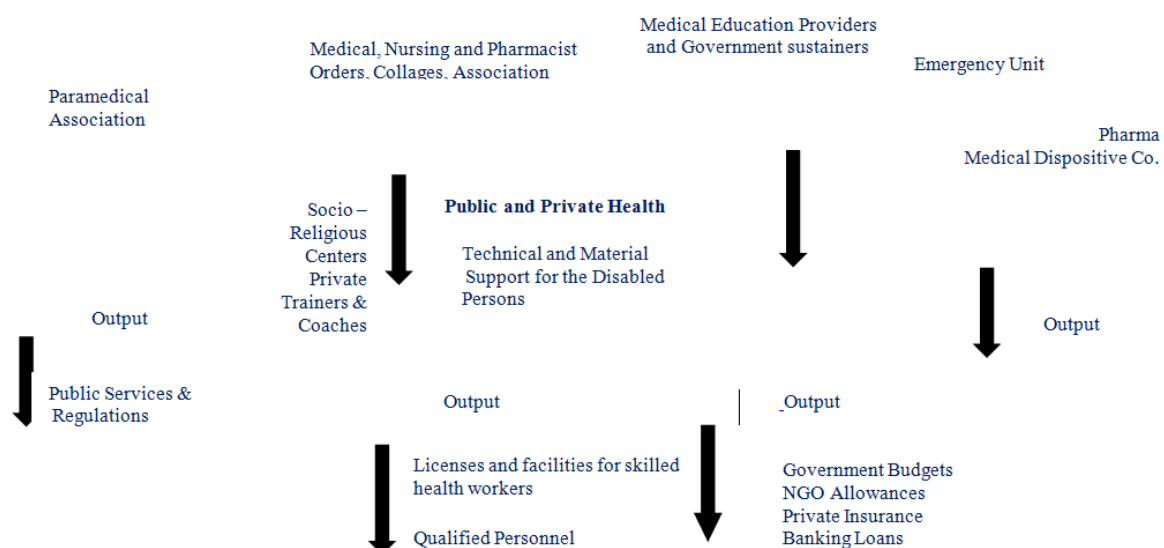 Medical Education Providers
and Government sustainers
Medical, Nursing and Pharmacist
Orders, Collages, Association
Emergency Unit
Paramedical
Association
Pharma
Medical Dispositive Co.
Socio –
Religious
Centers
Private
Trainers &
Coaches
Public and Private Health
Technical and Material
Support for the Disabled
Persons
Output
Output
Public Services &
Regulations
Output
Output
Licenses and facilities for skilled
health workers
Qualified Personnel
Government Budgets
NGO Allowances
Private Insurance
Banking Loans